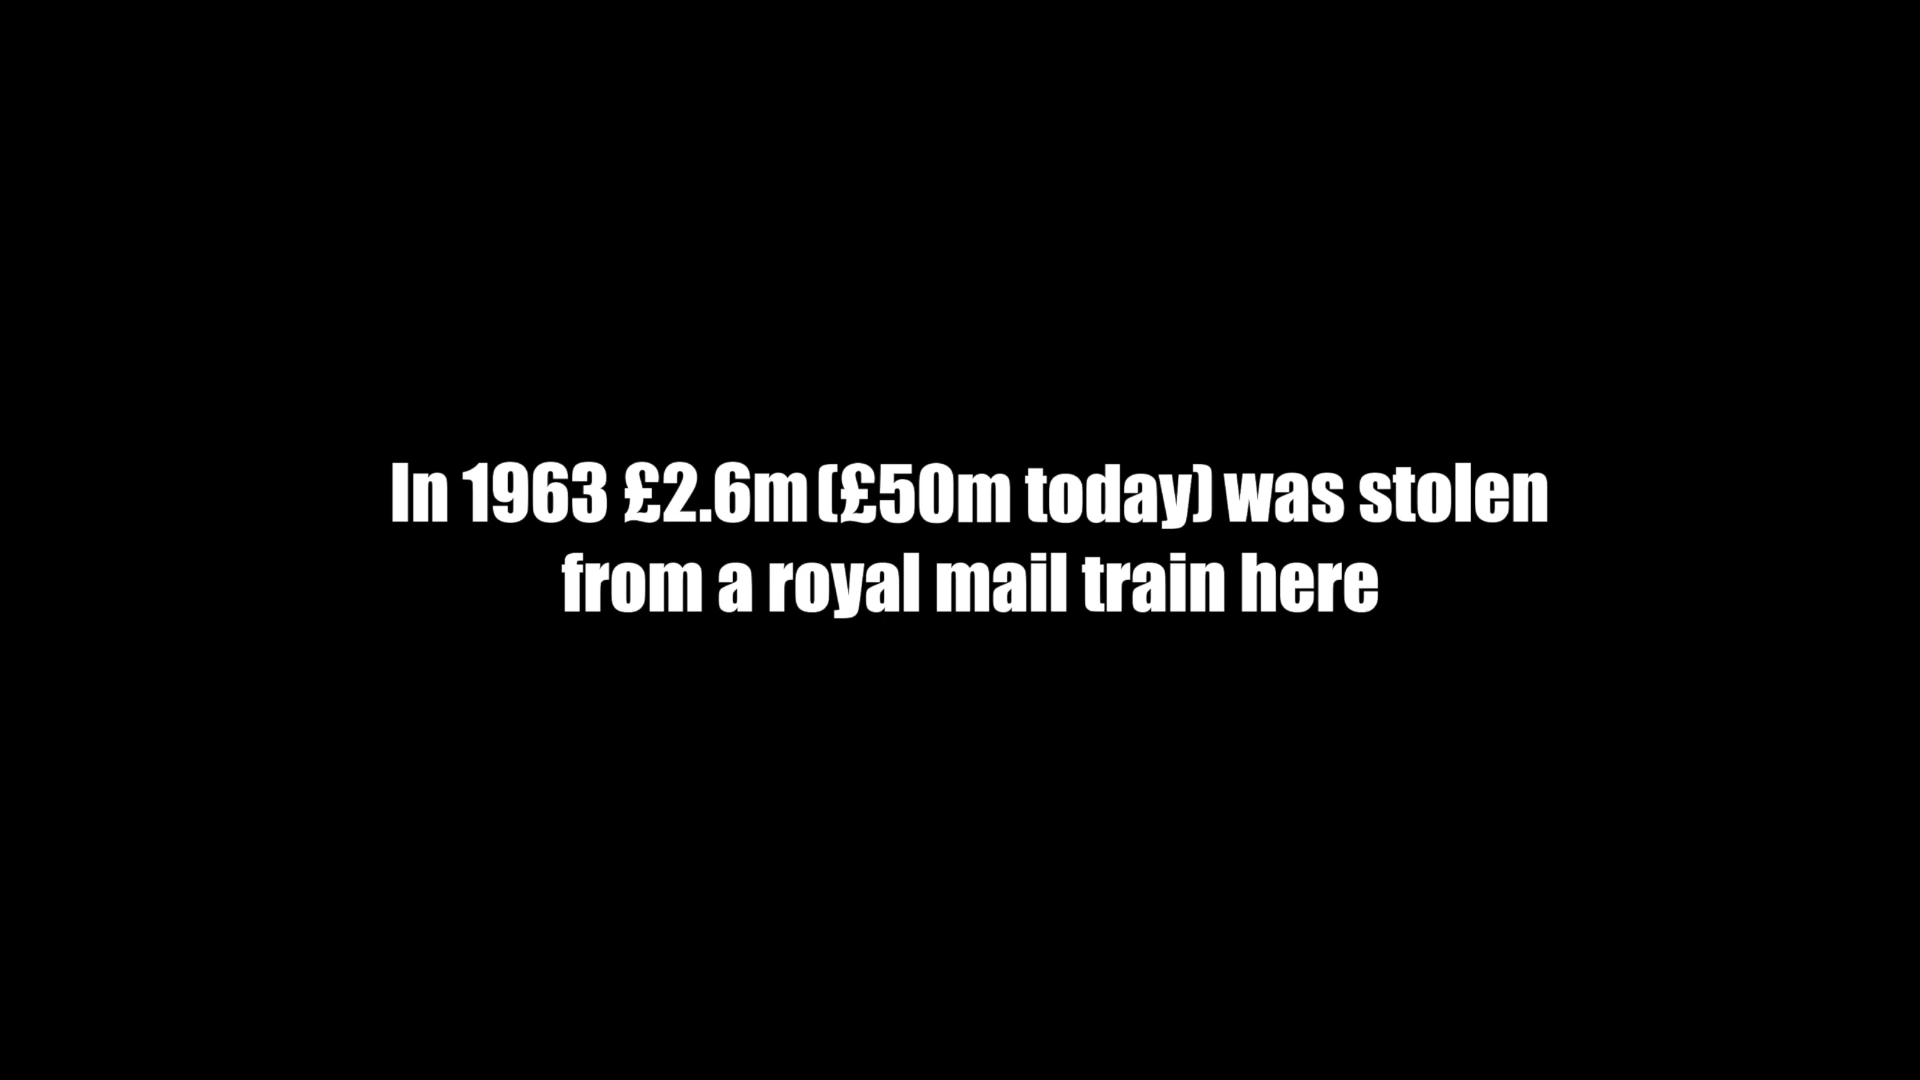 In 1963 £2.6m (£50m today) was stolen
from a royal mail train here